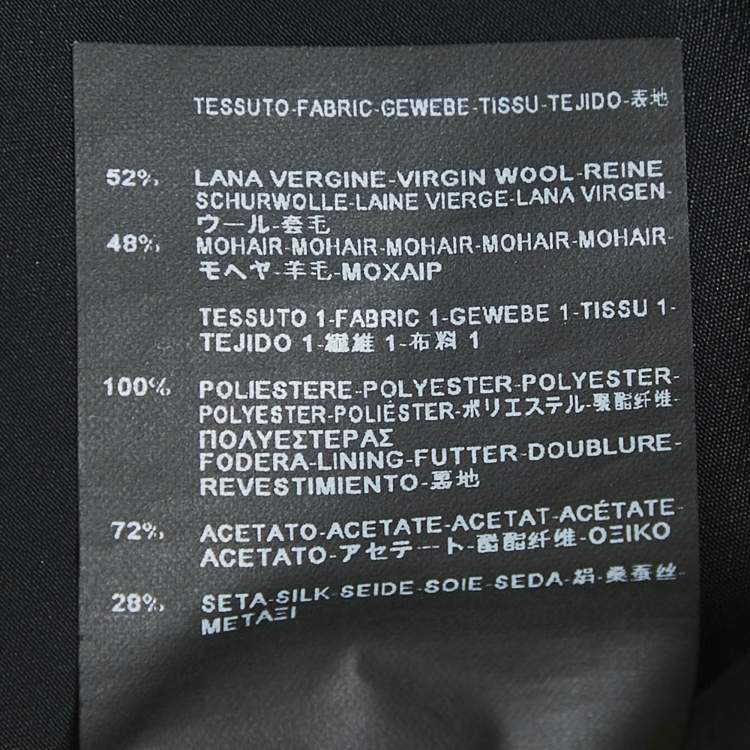 TESSUTO-FABRIC-GEWEBE-TISSU-TEJIDO-表地
52% LANA VERGINE-VIRGIN WOOL-REINE
SCHURWOLLE-LAINE VIERGE-LANA VIRGEN-
ウール-套毛
48% MOHAIR-MOHAIR-MOHAIR-MOHAIR-MOHAIR-
モヘヤ-羊毛-MOXAIP
TESSUTO 1-FABRIC 1-GEWEBE 1-TISSU 1-
TEJIDO 1-繊維 1-布料 1
100% POLIESTERE-POLYESTER-POLYESTER-
POLYESTER-POLIÉSTER-ポリエステル-聚酯纤维-
ΠΟΛΥΕΣΤΕΡΑΣ
FODERA-LINING-FUTTER-DOUBLURE-
REVESTIMIENTO-裏地
72% ACETATO-ACETATE-ACETAT-ACÉTATE-
ACETATO-アセテート-醋酯纤维-ΟΞΙΚΟ
28% SETA-SILK-SEIDE-SOIE-SEDA-絹-桑蚕丝-
ΜΕΤΑΞΙ